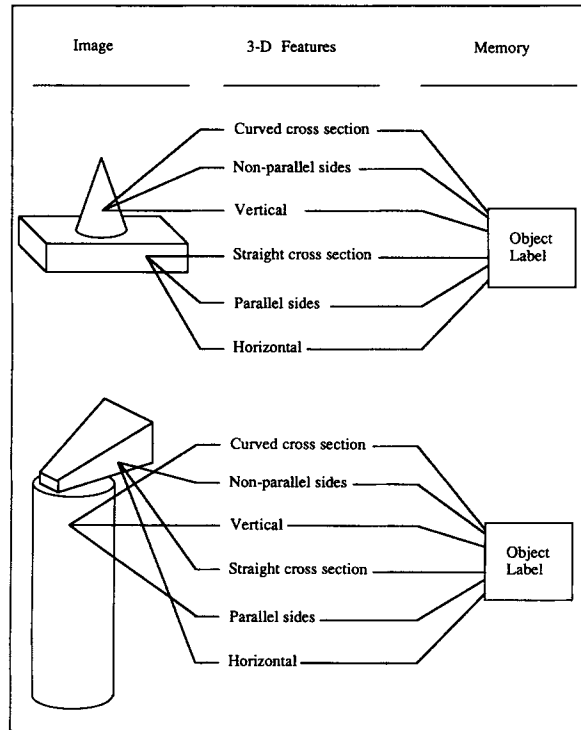 Image 3-D Features Memory
Curved cross section
Non-parallel sides
Vertical
Straight cross section
Parallel sides
Horizontal
Object
Label
Curved cross section
Non-parallel sides
Vertical
Straight cross section
Parallel sides
Horizontal
Object
Label